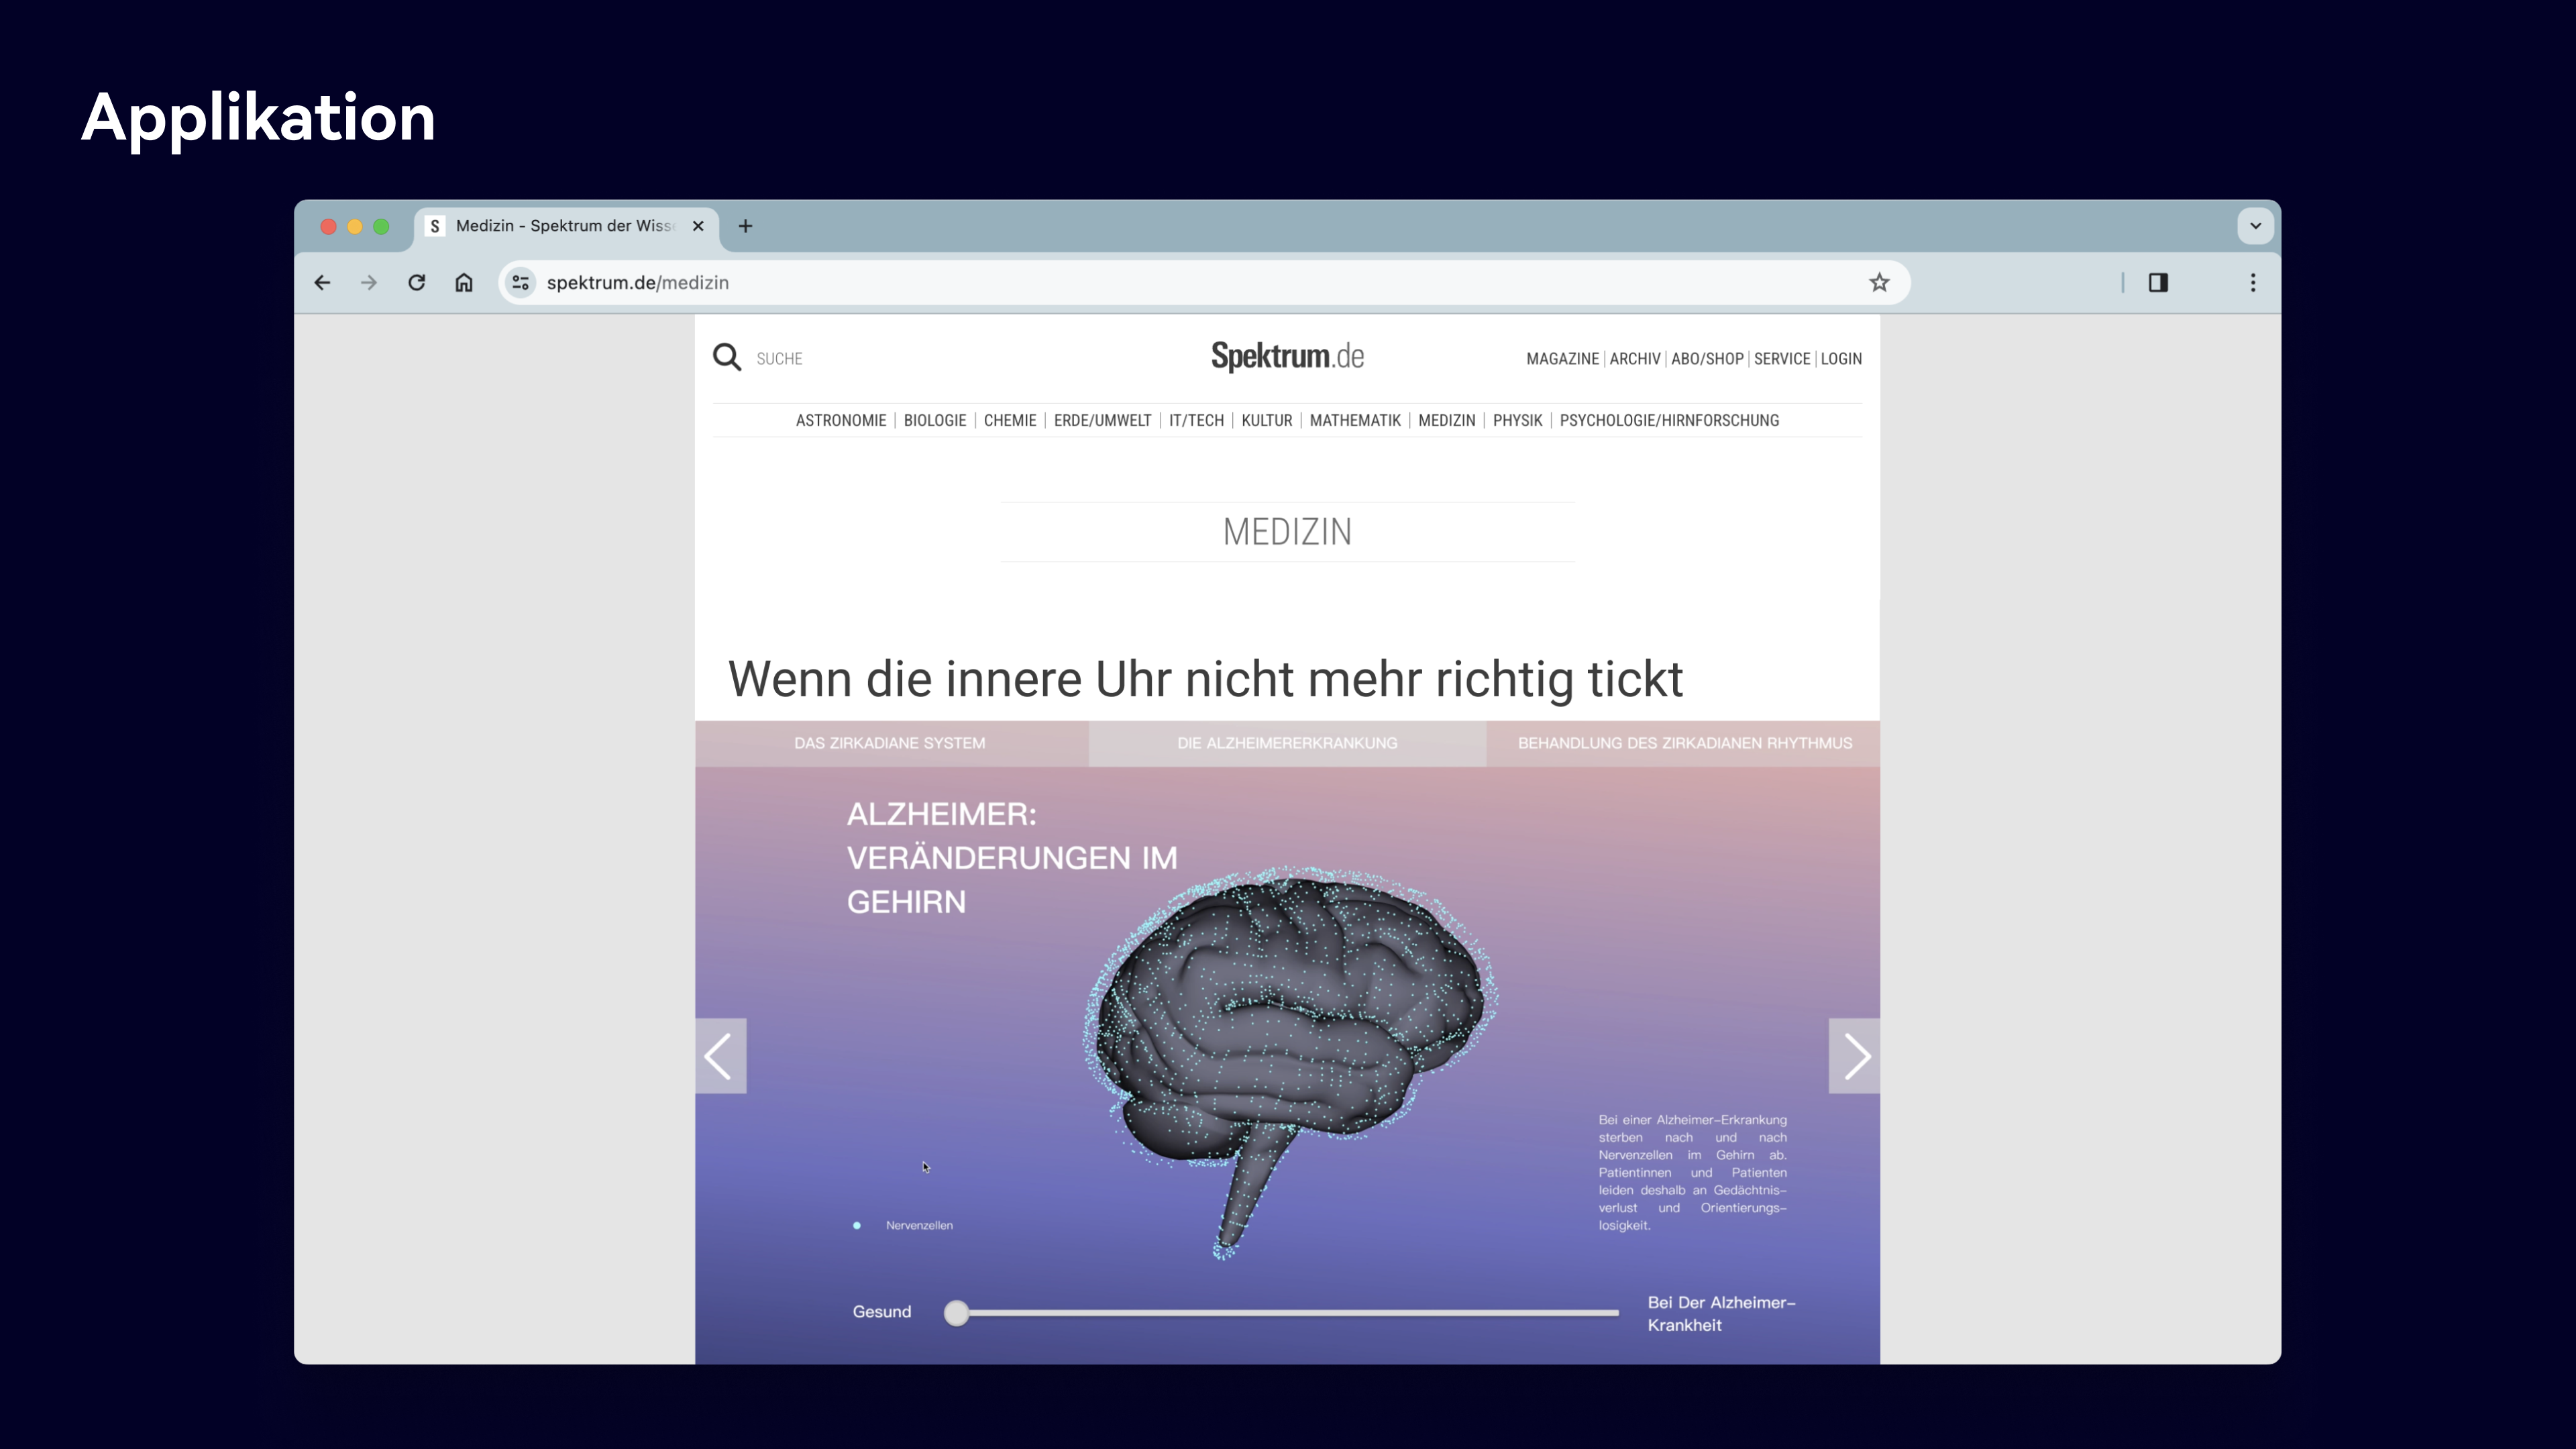 Applikation
S Medizin - Spektrum der Wiss
spektrum.de/medizin
SUCHE
Spektrum.de
MAGAZINE | ARCHIV | ABO/SHOP | SERVICE | LOGIN
ASTRONOMIE | BIOLOGIE | CHEMIE | ERDE/UMWELT | IT/TECH | KULTUR | MATHEMATIK | MEDIZIN | PHYSIK | PSYCHOLOGIE/HIRNFORSCHUNG
MEDIZIN
Wenn die innere Uhr nicht mehr richtig tickt
DAS ZIRKADIANE SYSTEM
DIE ALZHEIMERERKRANKUNG
BEHANDLUNG DES ZIRKADIANEN RHYTHMUS
ALZHEIMER:
VERÄNDERUNGEN IM
GEHIRN
Bei einer Alzheimer-Erkrankung
sterben nach und nach
Nervenzellen im Gehirn ab.
Patientinnen und Patienten
leiden deshalb an Gedächtnis-
verlust und Orientierungs-
losigkeit.
Nervenzellen
Gesund
Bei Der Alzheimer-
Krankheit